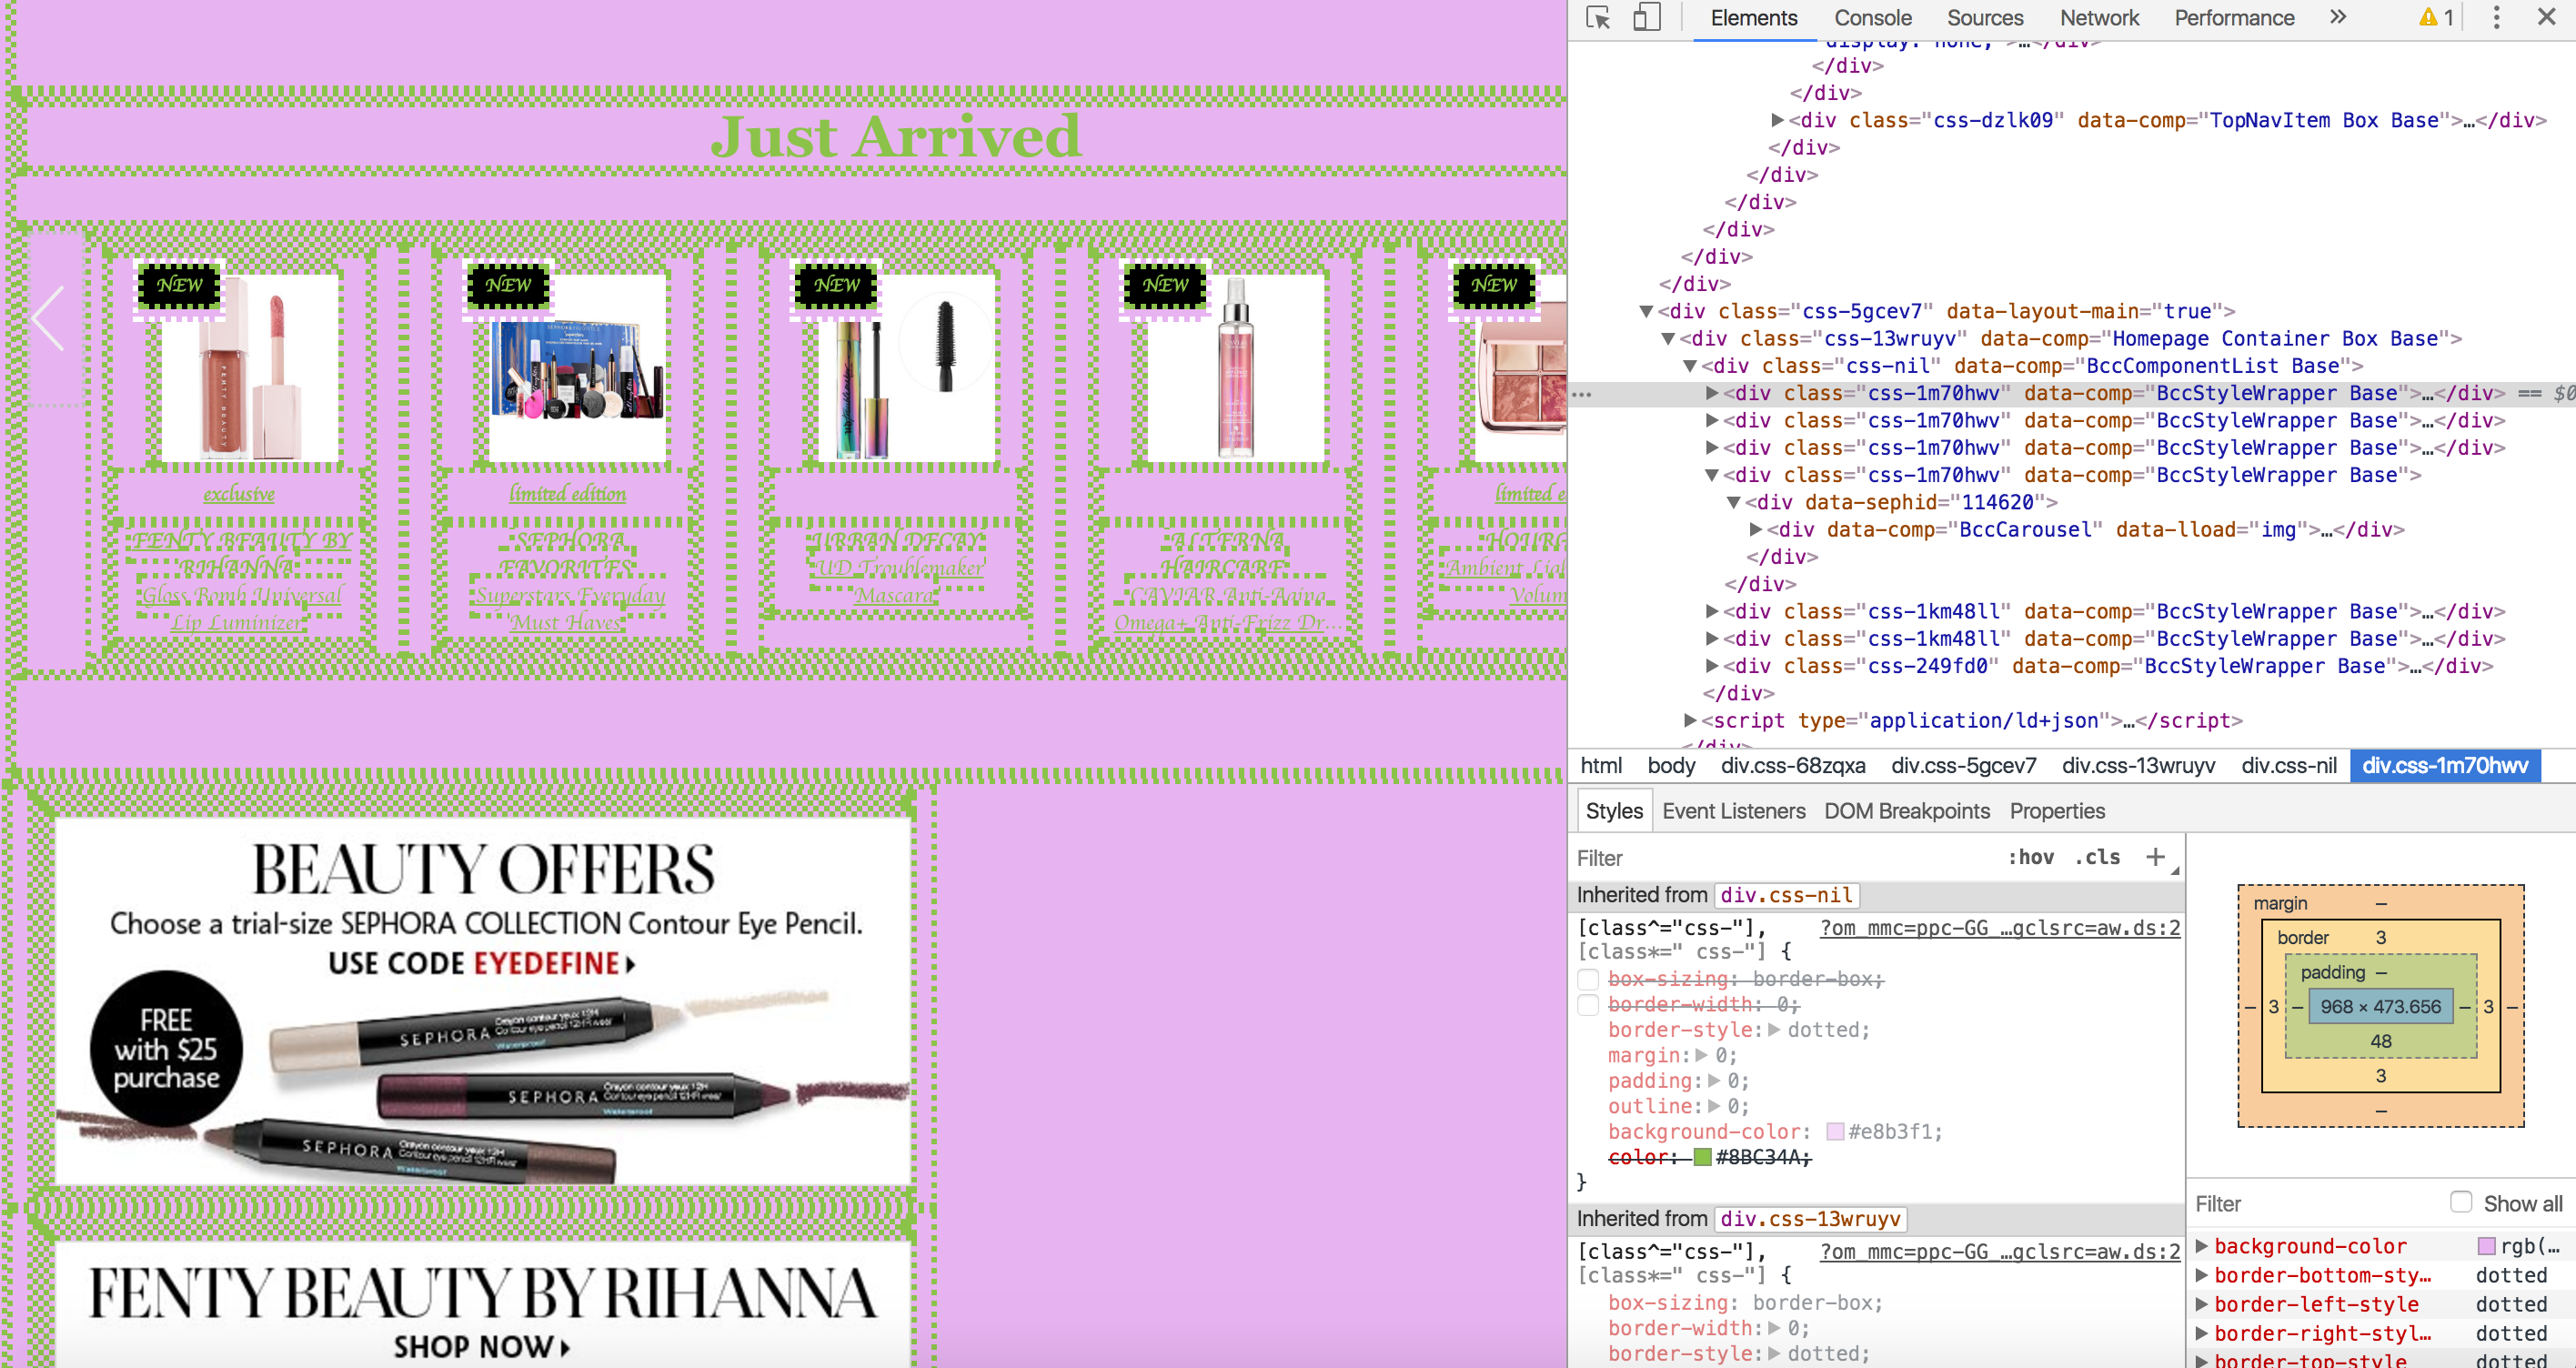 Just Arrived
NEW
NEW
NEW
NEW
NEW
FENTY BEAUTY
exclusive
FENTY BEAUTY BY
RIHANNA
Gloss Bomb Universal
Lip Luminizer
limited edition
SEPHORA
FAVORITES
Superstars Everyday
Must Haves
URBAN DECAY
UD Troublemaker
Mascara
ALTERNA
HAIRCARE
CAVIAR Anti-Aging
Omega+ Anti-Frizz Dr...
limited e
HOURG
Ambient Lig
Volum
BEAUTY OFFERS
Choose a trial-size SEPHORA COLLECTION Contour Eye Pencil.
USE CODE EYEDEFINE
FREE
with $25
purchase
SEPHORA
SEPHORA
SEPHORA
FENTY BEAUTY BY RIHANNA
SHOP NOW
Elements Console Sources Network Performance » 1
display: none; >…</div>
</div>
</div>
<div class="css-dzlk09" data-comp="TopNavItem Box Base">…</div>
</div>
</div>
</div>
</div>
</div>
</div>
<div class="css-5gcev7" data-layout-main="true">
<div class="css-13wruyv" data-comp="Homepage Container Box Base">
<div class="css-nil" data-comp="BccComponentList Base">
<div class="css-1m70hwv" data-comp="BccStyleWrapper Base">…</div> == $0
<div class="css-1m70hwv" data-comp="BccStyleWrapper Base">…</div>
<div class="css-1m70hwv" data-comp="BccStyleWrapper Base">…</div>
<div class="css-1m70hwv" data-comp="BccStyleWrapper Base">
<div data-sephid="114620">
<div data-comp="BccCarousel" data-lload="img">…</div>
</div>
</div>
<div class="css-1km48ll" data-comp="BccStyleWrapper Base">…</div>
<div class="css-1km48ll" data-comp="BccStyleWrapper Base">…</div>
<div class="css-249fd0" data-comp="BccStyleWrapper Base">…</div>
</div>
<script type="application/ld+json">…</script>
</div>
html body div.css-68zqxa div.css-5gcev7 div.css-13wruyv div.css-nil div.css-1m70hwv
Styles Event Listeners DOM Breakpoints Properties
Filter :hov .cls +
Inherited from div.css-nil
[class^="css-"], ?om_mmc=ppc-GG_…gclsrc=aw.ds:2
[class*=" css-"] {
box-sizing: border-box;
border-width: 0;
border-style: dotted;
margin: 0;
padding: 0;
outline: 0;
background-color: #e8b3f1;
color: #8BC34A;
}
Inherited from div.css-13wruyv
[class^="css-"], ?om_mmc=ppc-GG_…gclsrc=aw.ds:2
[class*=" css-"] {
box-sizing: border-box;
border-width: 0;
border-style: dotted;
margin –
border 3
padding –
– 3 – 968 × 473.656 – 3 –
48
3
–
Filter Show all
background-color rgb(…
border-bottom-sty… dotted
border-left-style dotted
border-right-styl… dotted
border-top-style dotted